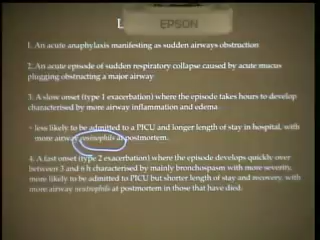 L
EPSON
1. An acute anaphylaxis manifesting as sudden airways obstruction
2. An acute episode of sudden respiratory collapse caused by acute mucus
plugging obstructing a major airway
3. A slow onset (type 1 exacerbation) where the episode takes hours to develop
characterised by more airway inflammation and edema
- less likely to be admitted to a PICU and longer length of stay in hospital, with
more airway eosinophils at postmortem.
4. A fast onset (type 2 exacerbation) where the episode develops quickly over
between 3 and 6 h characterised by mainly bronchospasm with more severity,
more likely to be admitted to PICU but shorter length of stay and recovery, with
more airway neutrophils at postmortem in those that have died.